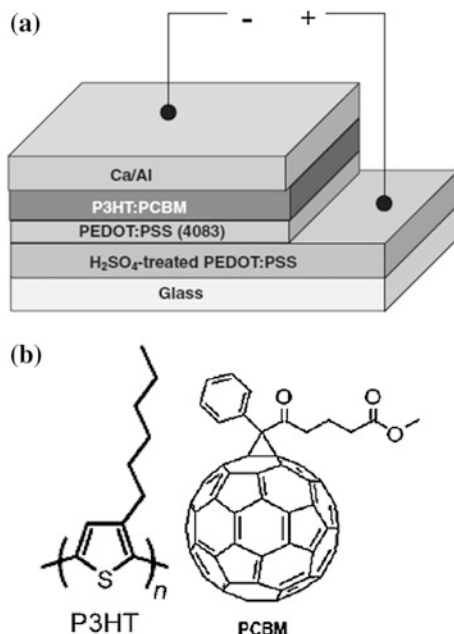 (a)
- +
Ca/Al
P3HT:PCBM
PEDOT:PSS (4083)
H₂SO₄-treated PEDOT:PSS
Glass
(b)
O
O
O
S
n
P3HT
PCBM